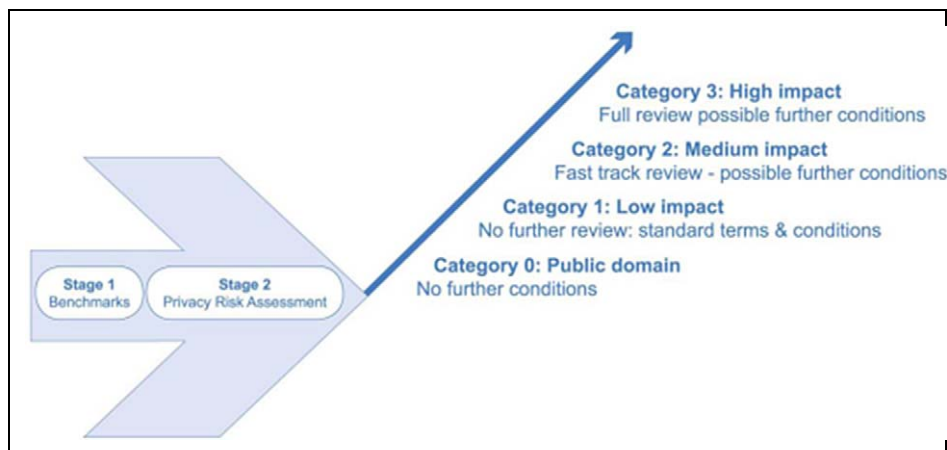 Category 3: High impact
Full review possible further conditions
Category 2: Medium impact
Fast track review - possible further conditions
Category 1: Low impact
No further review: standard terms & conditions
Category 0: Public domain
No further conditions
Stage 1
Benchmarks
Stage 2
Privacy Risk Assessment